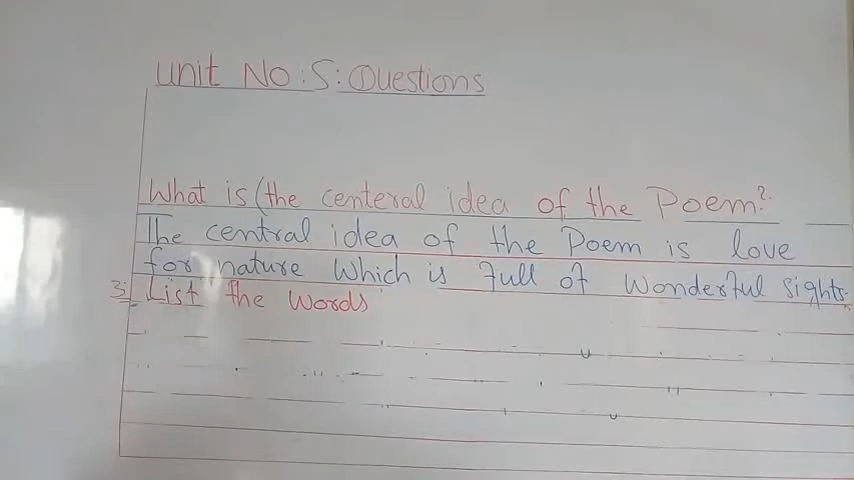 Unit No:5:Questions
What is (the centeral idea of the Poem?
The central idea of the Poem is love
for nature which is full of wonderful sights.
3: List the words